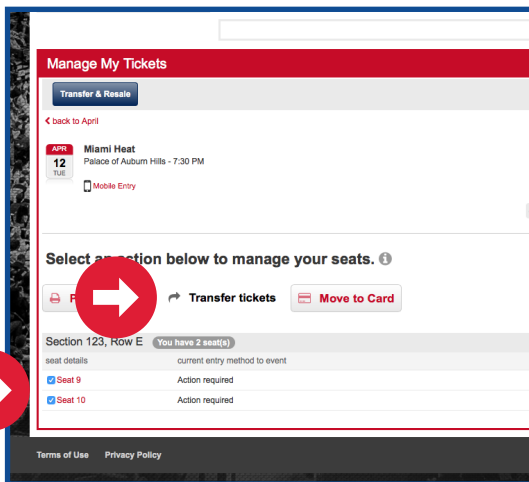 Manage My Tickets
Transfer & Resale
back to April
APR
12
TUE
Miami Heat
Palace of Auburn Hills - 7:30 PM
Mobile Entry
Select an action below to manage your seats.
Transfer tickets
Move to Card
Section 123, Row E You have 2 seat(s)
seat details current entry method to event
Seat 9 Action required
Seat 10 Action required
Terms of Use Privacy Policy